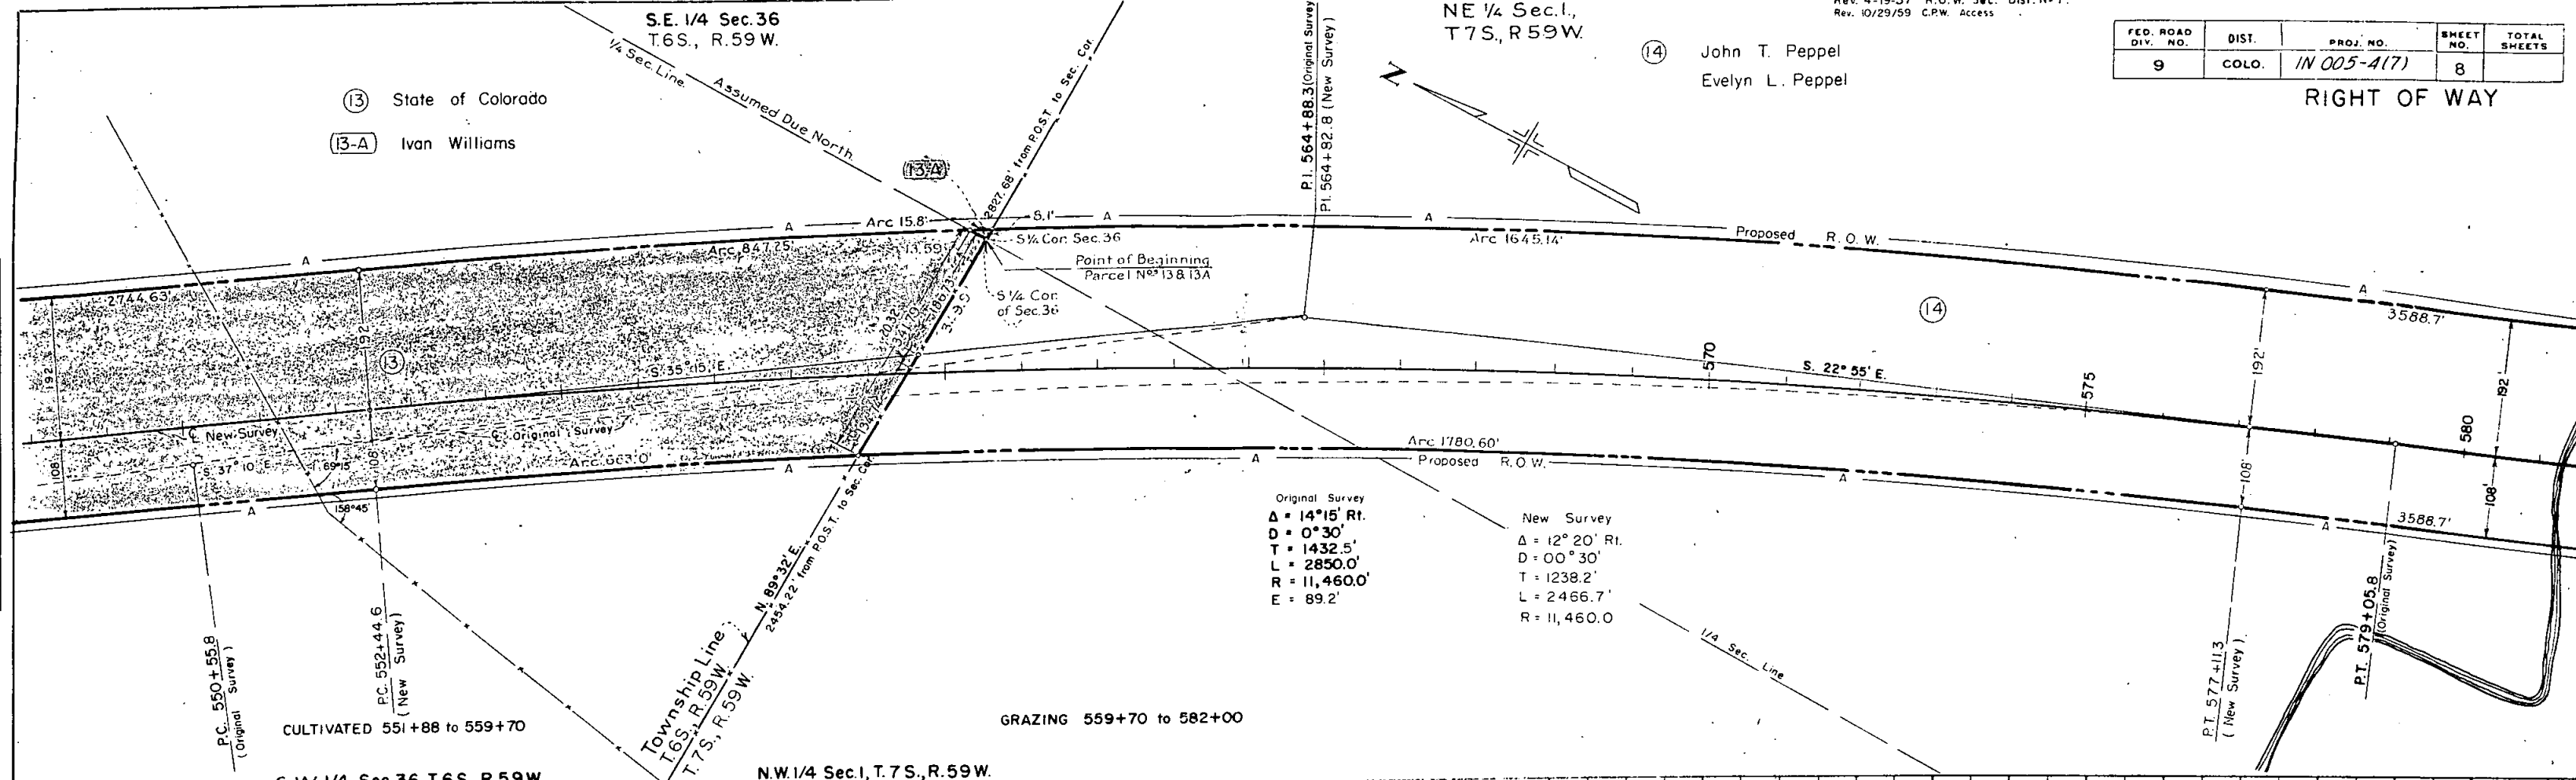 S.E. 1/4 Sec. 36
T.6S., R.59W.
1/4 Sec. Line
Assumed Due North
(13) State of Colorado
(13-A) Ivan Williams
(13-A)
2827.68' from P.O.S.T. to Sec. Cor.
P.I. 564+88.3 (Original Survey)
P.I. 564+82.8 (New Survey)
NE 1/4 Sec.1.,
T7S., R59W.
(14) John T. Peppel
Evelyn L. Peppel
N
Rev. 10/29/59 C.P.W. Access
FED. ROAD DIV. NO. DIST. PROJ. NO. SHEET NO. TOTAL SHEETS
9 COLO. IN 005-4(7) 8
RIGHT OF WAY
A
Arc 15.8'
8.1'
A
A
Arc 847.25'
13.59
S 1/4 Cor. Sec. 36
Arc 1645.14'
Proposed R.O.W.
A
A
Point of Beginning
Parcel Nos 13 & 13A
S 1/4 Cor.
of Sec. 36
2744.63'
192
192
(13)
S. 35° 15' E.
(14)
570
S. 22° 55' E.
575
192'
3588.7'
192'
580
108
℄ New Survey
℄ Original Survey
S. 37° 10' E.
69°15'
108
Arc 663.0'
A
A
158°45'
A
Arc 1780.60'
Proposed R.O.W.
A
108'
108'
A
3588.7'
P.C. 550+55.8
(Original Survey)
P.C. 552+44.6
(New Survey)
N. 89°32' E.
2454.22' from P.O.S.T. to Sec. Cor.
Township Line
T.6S., R.59W.
T.7S., R.59W.
Original Survey
Δ = 14°15' Rt.
D = 0°30'
T = 1432.5'
L = 2850.0'
R = 11,460.0'
E = 89.2'
New Survey
Δ = 12° 20' Rt.
D = 00° 30'
T = 1238.2'
L = 2466.7'
R = 11,460.0
1/4 Sec. Line
P.T. 577+11.3
(New Survey)
P.T. 579+05.8
(Original Survey)
CULTIVATED 551+88 to 559+70
GRAZING 559+70 to 582+00
N.W. 1/4 Sec.1, T.7S., R.59W.